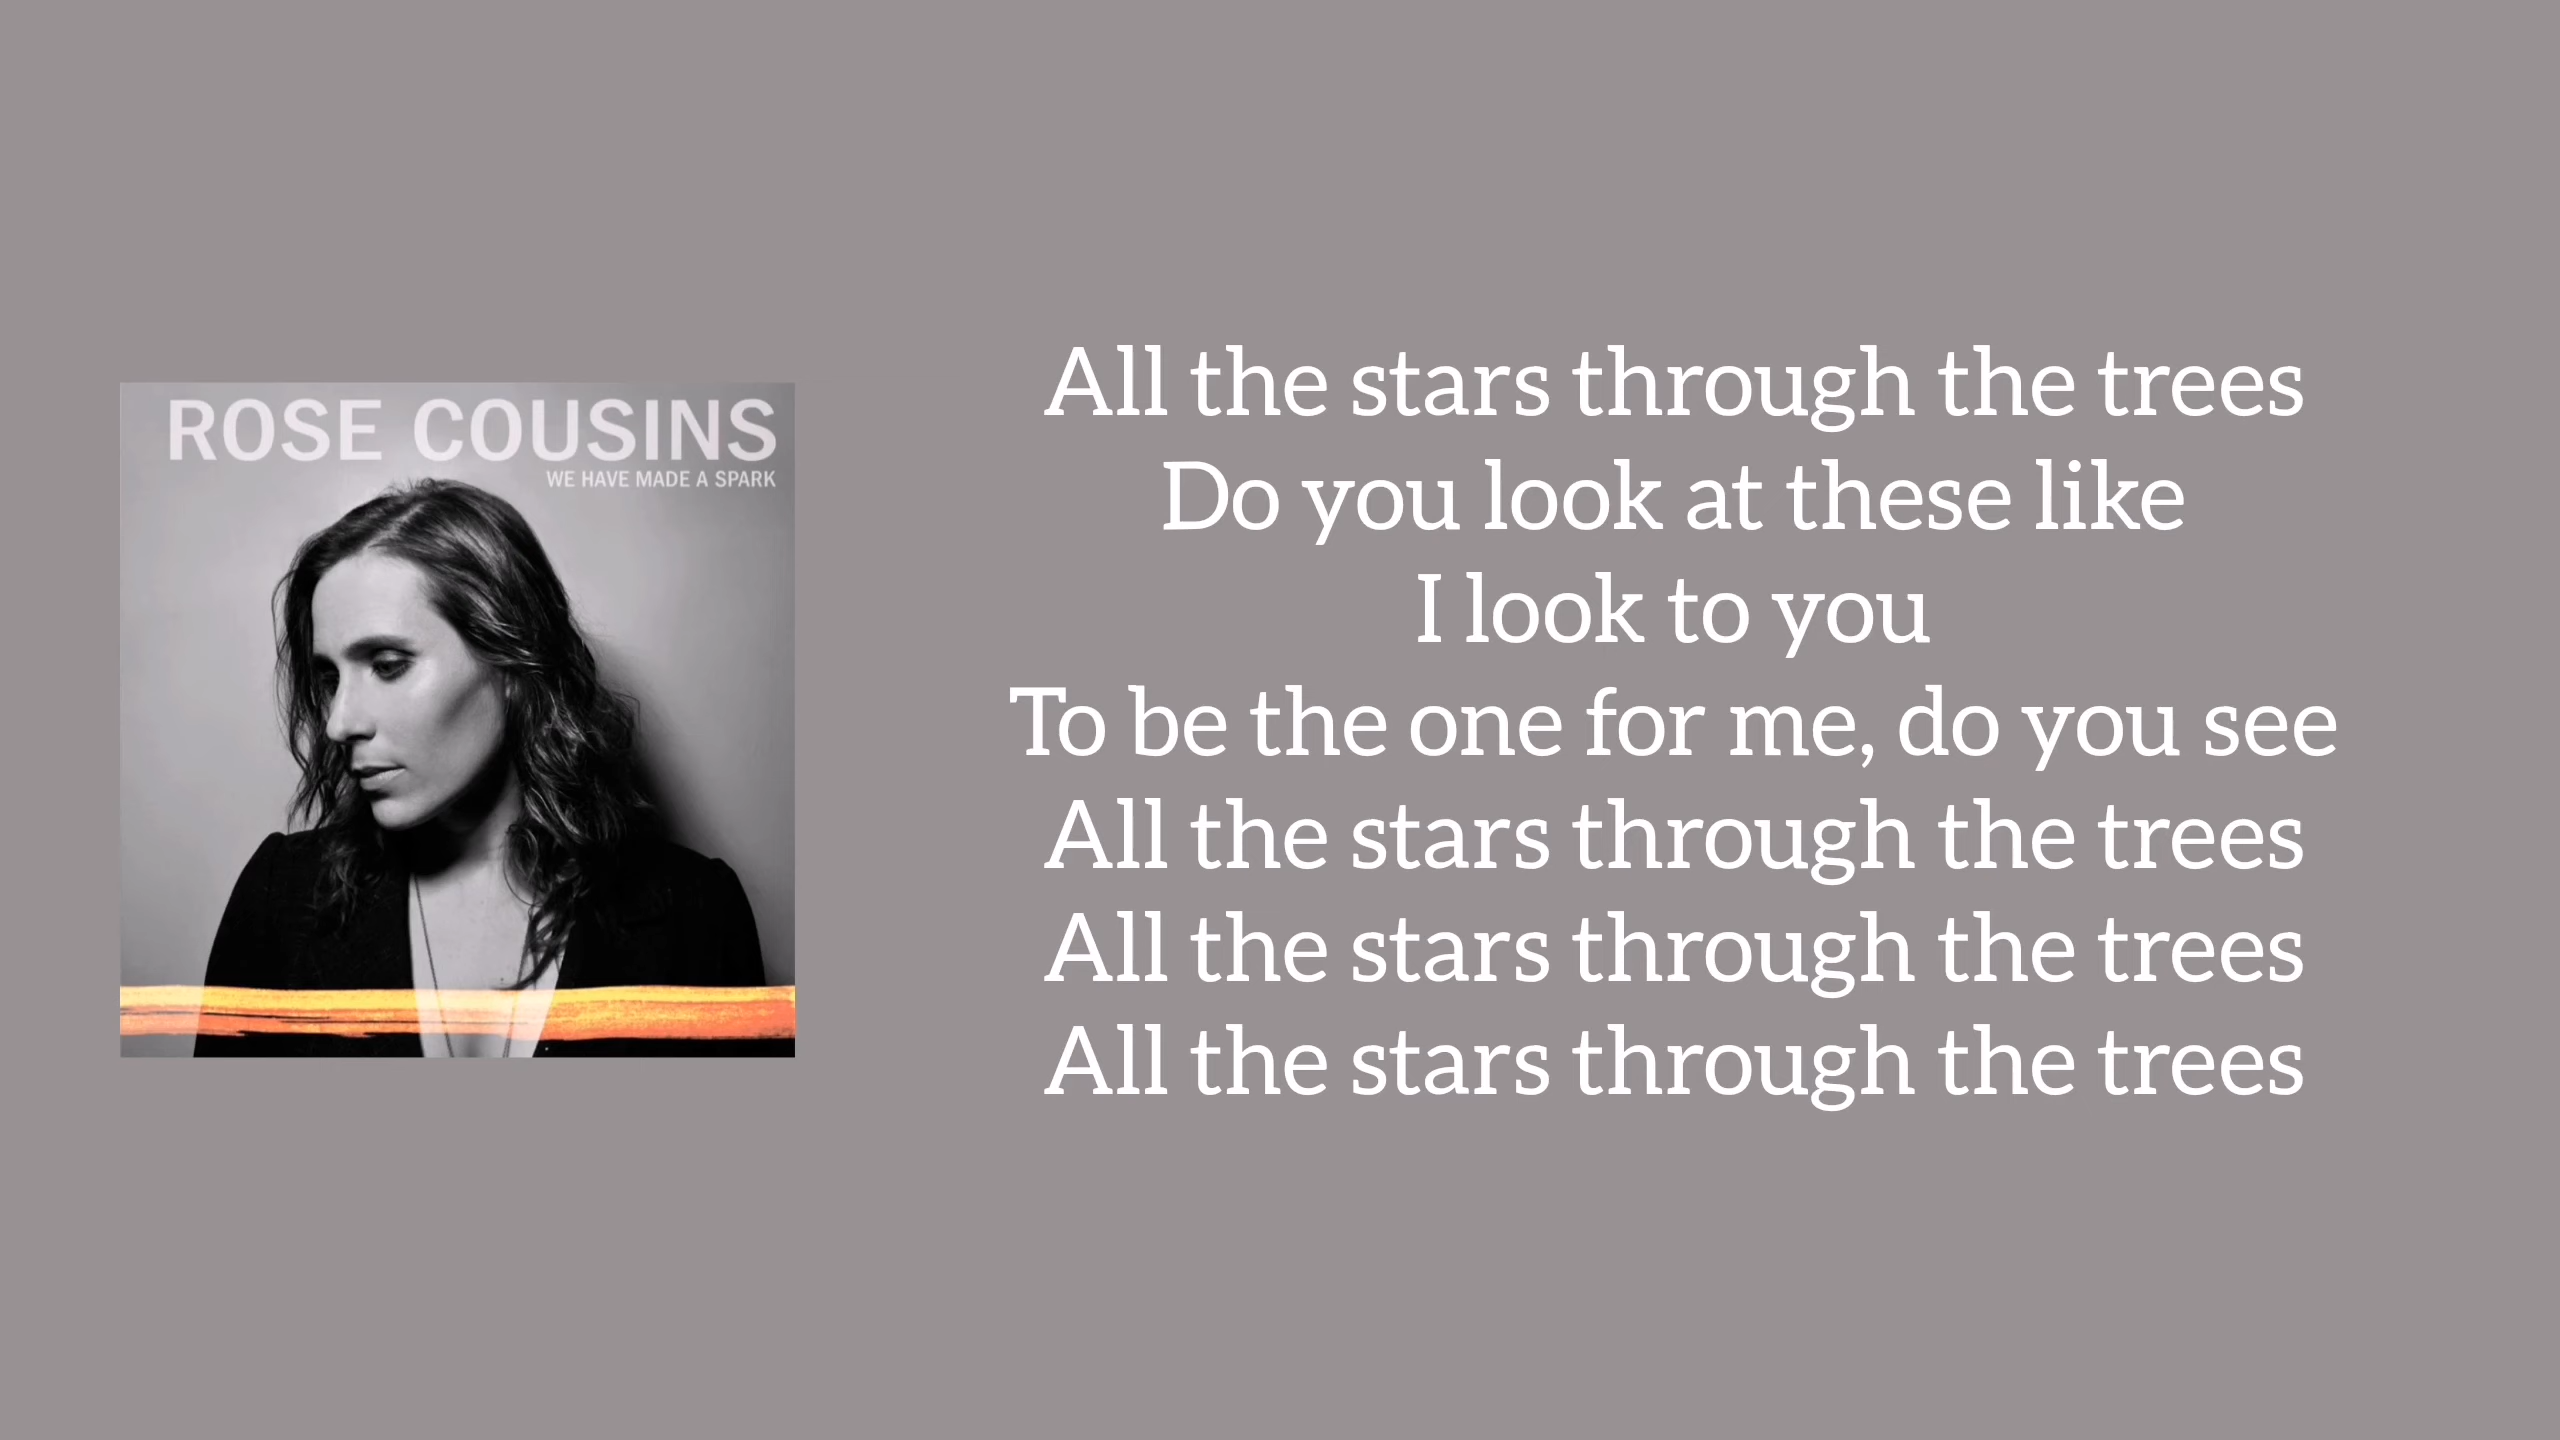 ROSE COUSINS
WE HAVE MADE A SPARK
All the stars through the trees
Do you look at these like
I look to you
To be the one for me, do you see
All the stars through the trees
All the stars through the trees
All the stars through the trees